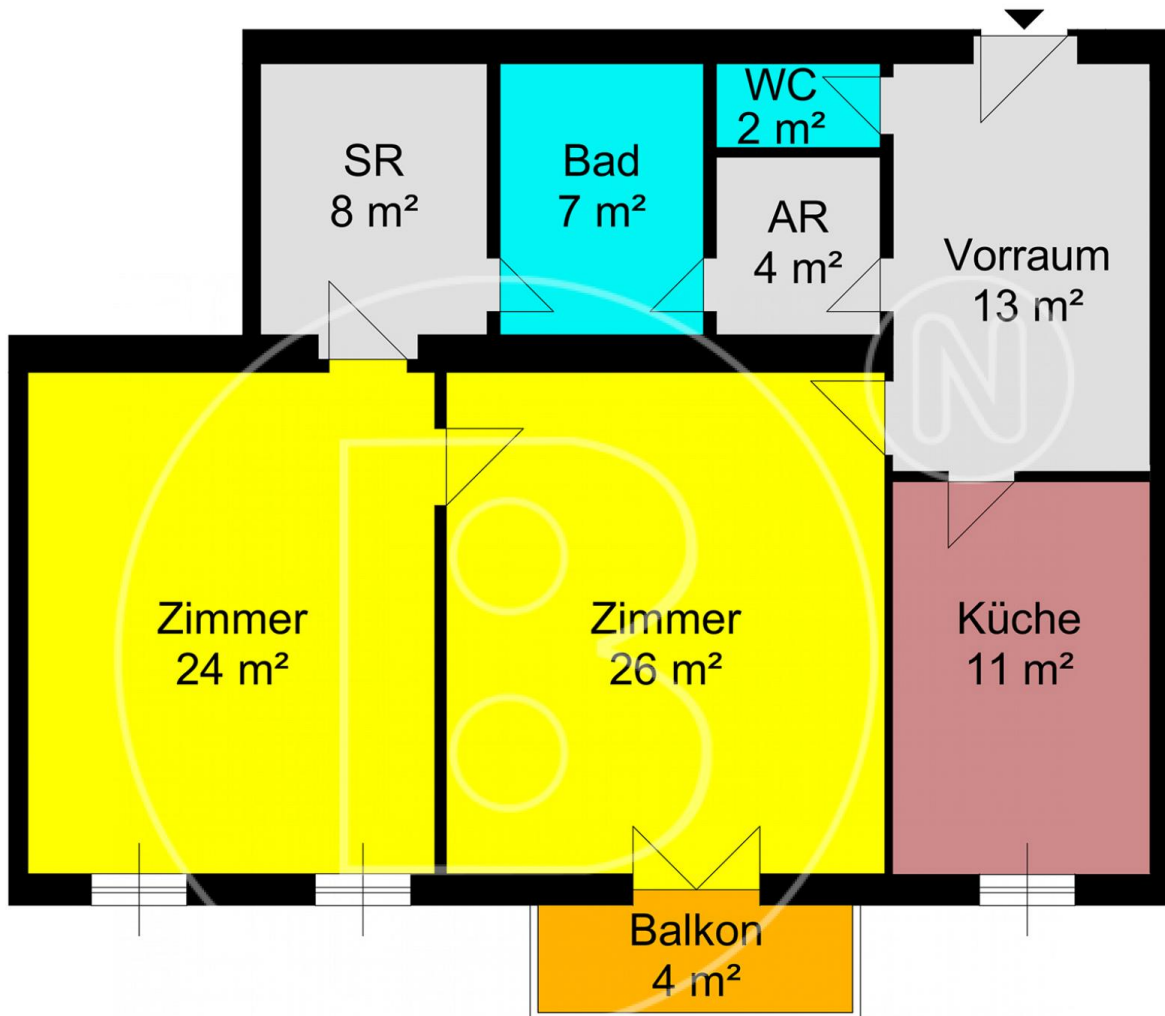 WC
2 m²
SR
8 m²
Bad
7 m²
AR
4 m²
Vorraum
13 m²
Zimmer
24 m²
Zimmer
26 m²
Küche
11 m²
Balkon
4 m²
B
N